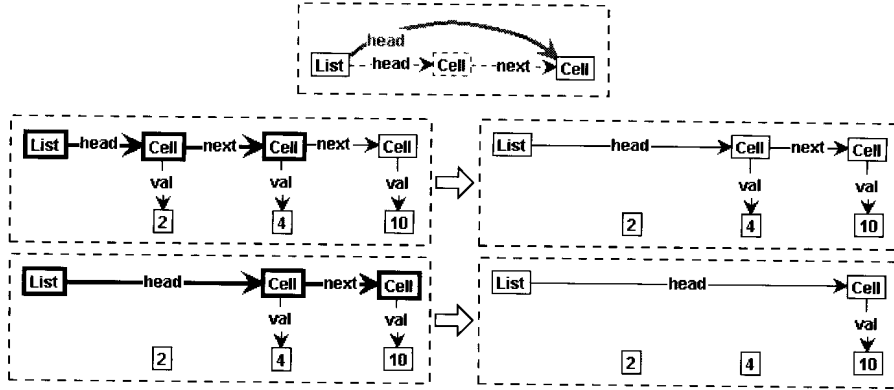 head
List head Cell next Cell
List head Cell next Cell next Cell
val val val
2 4 10
List head Cell next Cell
val val
2 4 10
List head Cell next Cell
val val
2 4 10
List head Cell
val
2 4 10